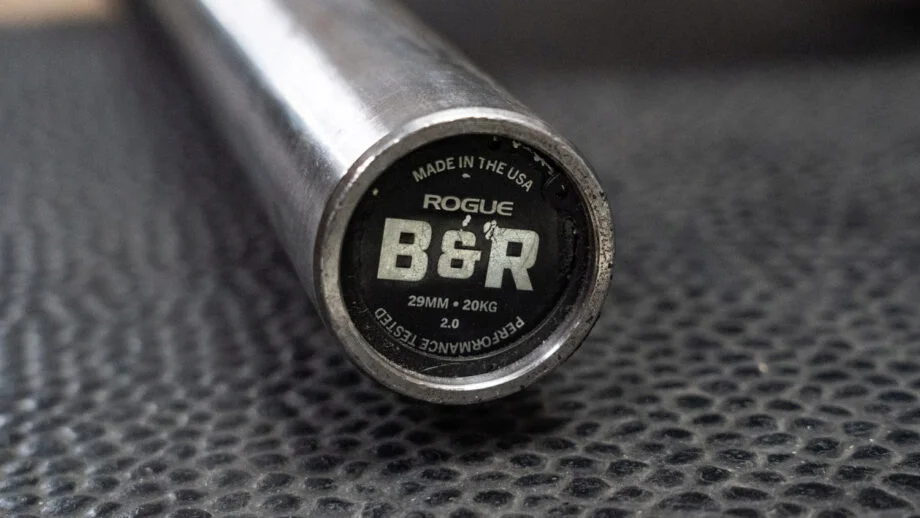 MADE IN THE USA
ROGUE
B&R
29MM • 20KG
2.0
PERFORMANCE TESTED